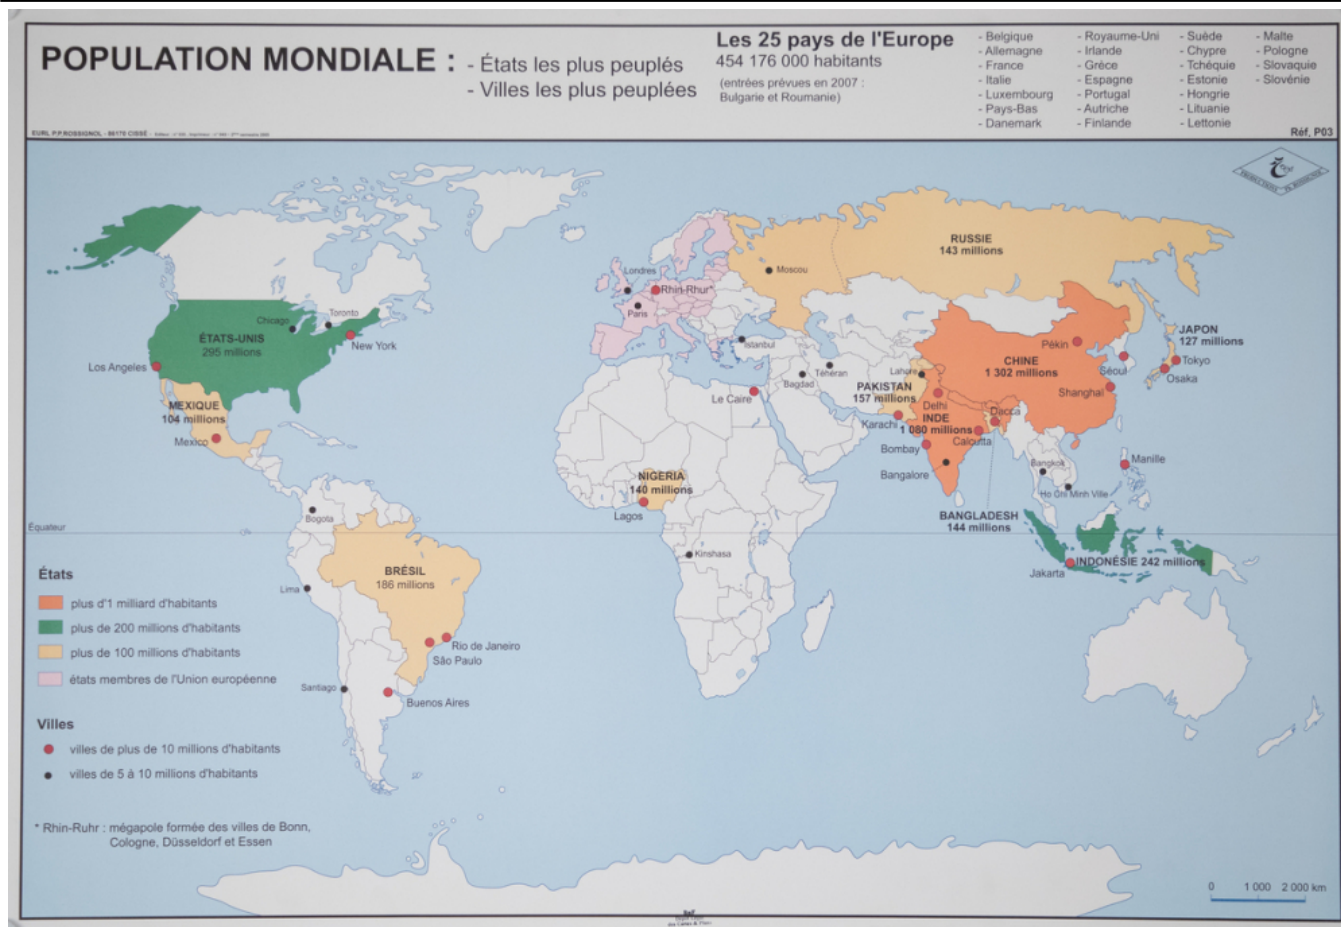 POPULATION MONDIALE :
- États les plus peuplés
- Villes les plus peuplées
Les 25 pays de l'Europe
454 176 000 habitants
(entrées prévues en 2007 :
Bulgarie et Roumanie)
- Belgique
- Allemagne
- France
- Italie
- Luxembourg
- Pays-Bas
- Danemark
- Royaume-Uni
- Irlande
- Grèce
- Espagne
- Portugal
- Autriche
- Finlande
- Suède
- Chypre
- Tchéquie
- Estonie
- Hongrie
- Lituanie
- Lettonie
- Malte
- Pologne
- Slovaquie
- Slovénie
EURL P.P.ROSSIGNOL - 86170 CISSÉ -
Réf, P03
RUSSIE
143 millions
Moscou
Londres
Rhin-Rhur*
Paris
Istanbul
Chicago
Toronto
ÉTATS-UNIS
295 millions
New York
Los Angeles
MEXIQUE
104 millions
Mexico
JAPON
127 millions
Pékin
CHINE
1 302 millions
Séoul
Tokyo
Osaka
Shanghai
Téhéran
Bagdad
Lahore
PAKISTAN
157 millions
Le Caire
Delhi
Dacca
Karachi
INDE
1 080 millions
Calcutta
Bombay
Bangalore
Bangkok
Manille
Ho Chi Minh Ville
NIGERIA
140 millions
Lagos
BANGLADESH
144 millions
Bogota
Équateur
Kinshasa
INDONÉSIE 242 millions
Jakarta
BRÉSIL
186 millions
Lima
Rio de Janeiro
São Paulo
Santiago
Buenos Aires
États
plus d'1 milliard d'habitants
plus de 200 millions d'habitants
plus de 100 millions d'habitants
états membres de l'Union européenne
Villes
villes de plus de 10 millions d'habitants
villes de 5 à 10 millions d'habitants
* Rhin-Ruhr : mégapole formée des villes de Bonn,
Cologne, Düsseldorf et Essen
0 1 000 2 000 km